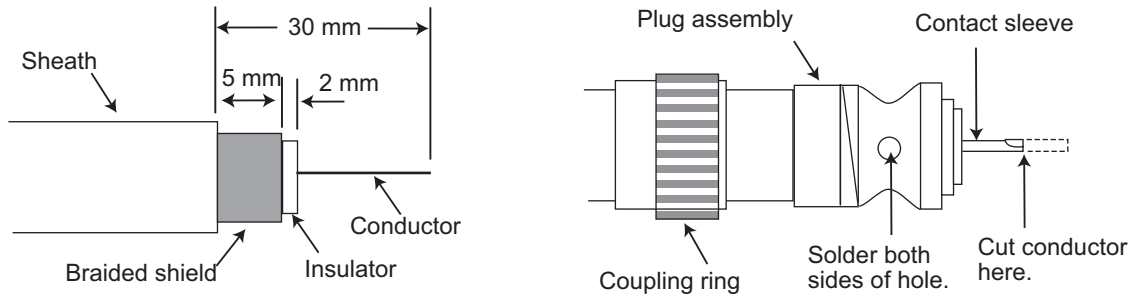 30 mm
Sheath
5 mm
2 mm
Conductor
Braided shield
Insulator
Plug assembly
Contact sleeve
Coupling ring
Solder both
sides of hole.
Cut conductor
here.